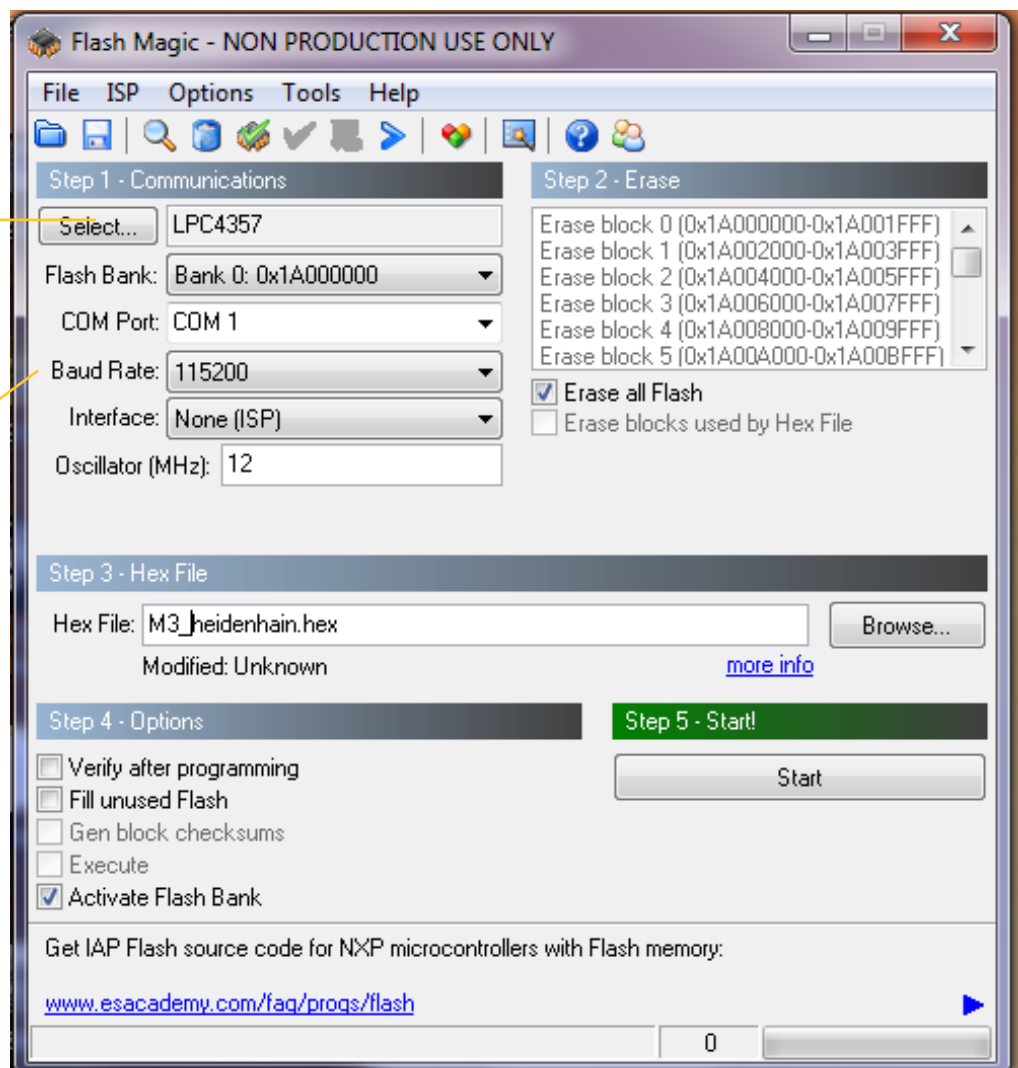 Flash Magic - NON PRODUCTION USE ONLY
File ISP Options Tools Help
Step 1 - Communications
Select... LPC4357
Flash Bank: Bank 0: 0x1A000000
COM Port: COM 1
Baud Rate: 115200
Interface: None (ISP)
Oscillator (MHz): 12
Step 2 - Erase
Erase block 0 (0x1A000000-0x1A001FFF)
Erase block 1 (0x1A002000-0x1A003FFF)
Erase block 2 (0x1A004000-0x1A005FFF)
Erase block 3 (0x1A006000-0x1A007FFF)
Erase block 4 (0x1A008000-0x1A009FFF)
Erase block 5 (0x1A00A000-0x1A00BFFF)
Erase all Flash
Erase blocks used by Hex File
Step 3 - Hex File
Hex File: M3_heidenhain.hex Browse...
Modified: Unknown more info
Step 4 - Options
Verify after programming
Fill unused Flash
Gen block checksums
Execute
Activate Flash Bank
Step 5 - Start!
Start
Get IAP Flash source code for NXP microcontrollers with Flash memory:
www.esacademy.com/faq/progs/flash
0